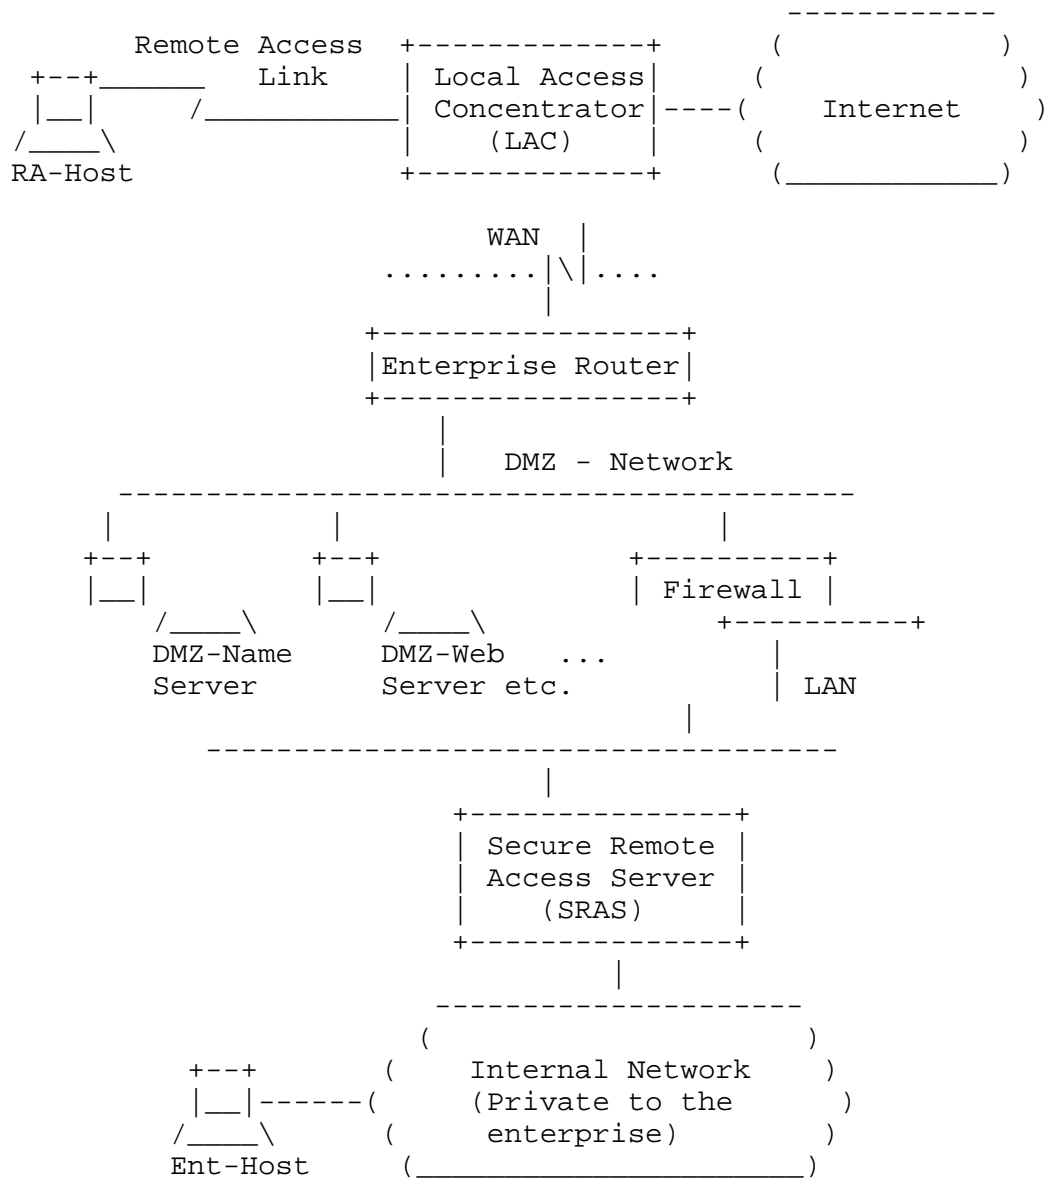 Remote Access
Link
Local Access
Concentrator
(LAC)
Internet
RA-Host
WAN
Enterprise Router
DMZ - Network
Firewall
DMZ-Name
Server
DMZ-Web
Server etc.
...
LAN
Secure Remote
Access Server
(SRAS)
Internal Network
(Private to the
enterprise)
Ent-Host